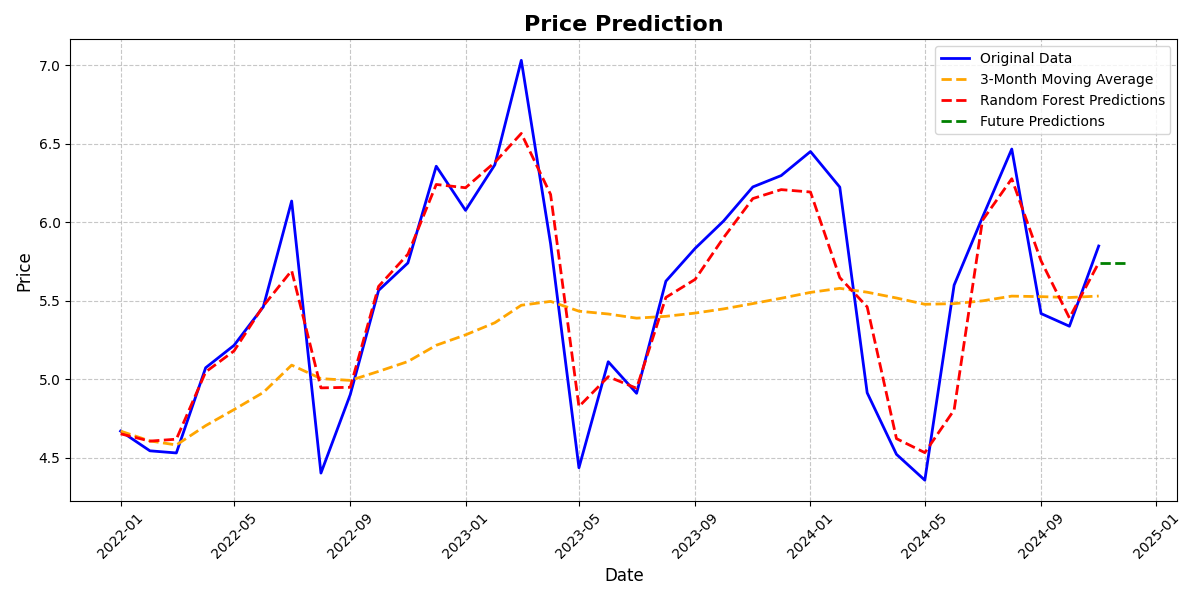 Price Prediction
Original Data
3-Month Moving Average
Random Forest Predictions
Future Predictions
Price
7.0
6.5
6.0
5.5
5.0
4.5
2022-01
2022-05
2022-09
2023-01
2023-05
2023-09
2024-01
2024-05
2024-09
2025-01
Date